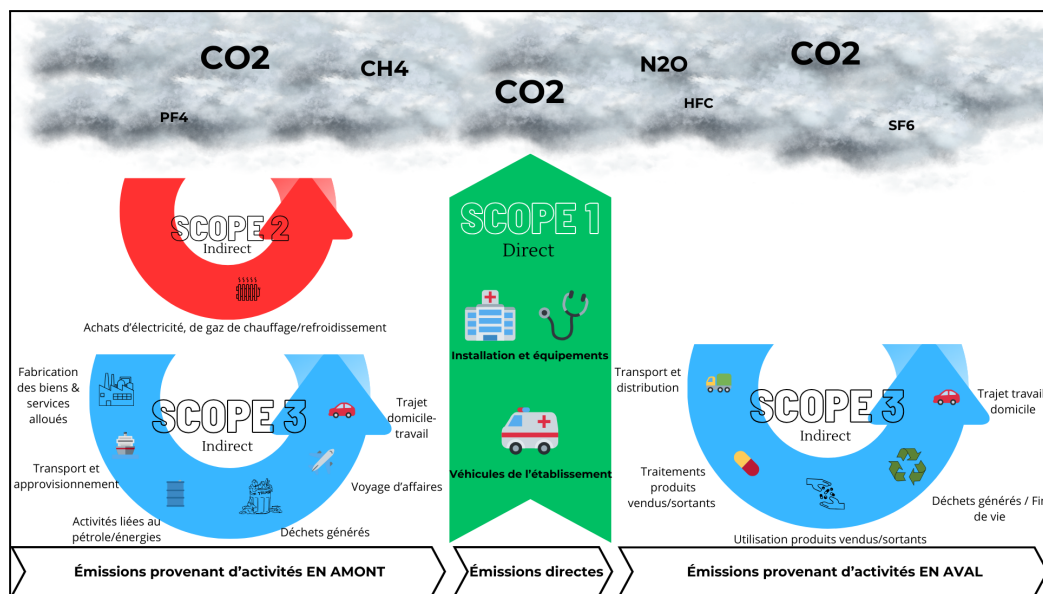 CO2
CH4
CO2
N2O
CO2
PF4
HFC
SF6
SCOPE 2
Indirect
Achats d'électricité, de gaz de chauffage/refroidissement
SCOPE 1
Direct
Installation et équipements
Véhicules de l'établissement
Fabrication
des biens &
services
alloués
SCOPE 3
Indirect
Trajet
domicile-
travail
Transport et
approvisionnement
Voyage d'affaires
Activités liées au
pétrole/énergies
Déchets générés
Transport et
distribution
SCOPE 3
Indirect
Trajet travail
domicile
Traitements
produits
vendus/sortants
Déchets générés / Fin
de vie
Utilisation produits vendus/sortants
Émissions provenant d'activités EN AMONT
Émissions directes
Émissions provenant d'activités EN AVAL